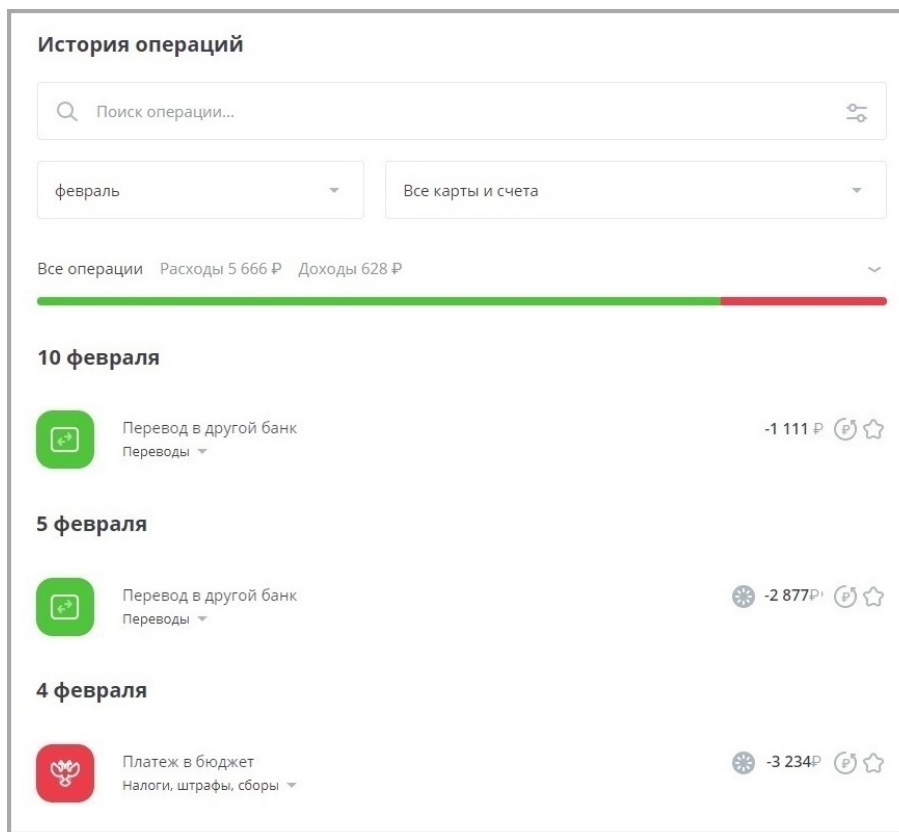 История операций
Поиск операции...
февраль
Все карты и счета
Все операции Расходы 5 666 ₽ Доходы 628 ₽
10 февраля
Перевод в другой банк
-1 111 ₽
Переводы
5 февраля
Перевод в другой банк
-2 877₽
Переводы
4 февраля
Платеж в бюджет
-3 234₽
Налоги, штрафы, сборы